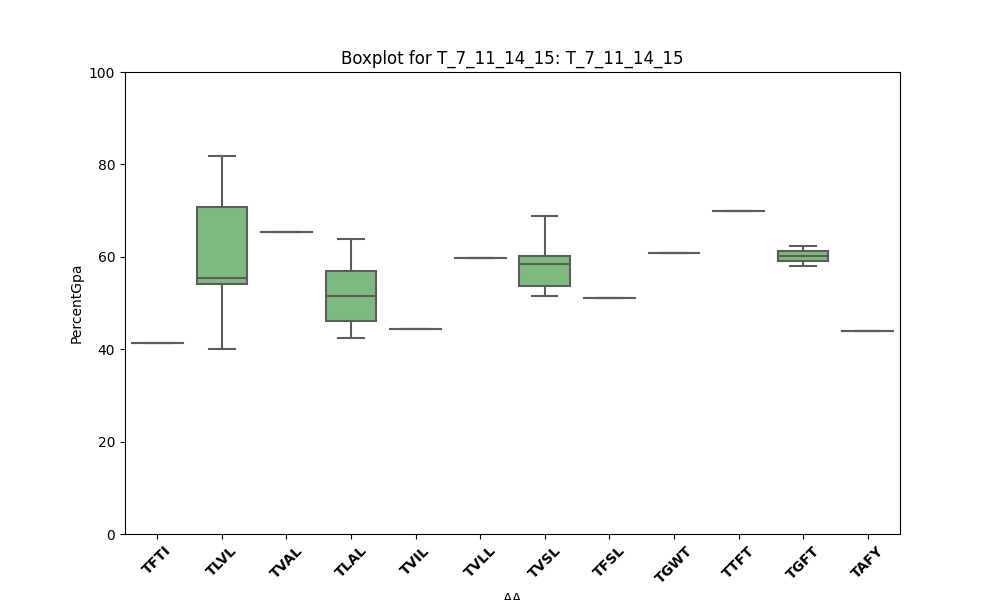 Boxplot for T_7_11_14_15: T_7_11_14_15
100
80
60
40
20
0
PercentGpa
TFTI
TLVL
TVAL
TLAL
TVIL
TVLL
TVSL
TFSL
TGWT
TTFT
TGFT
TAFY
AA